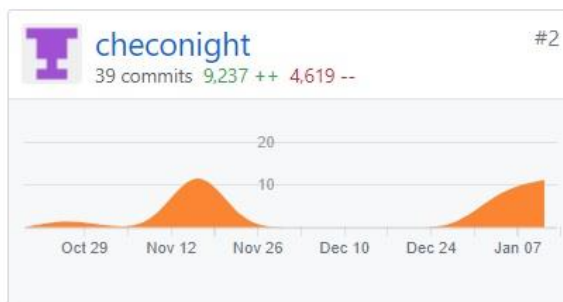 checonight
#2
39 commits 9,237 ++ 4,619 --
20
10
Oct 29 Nov 12 Nov 26 Dec 10 Dec 24 Jan 07